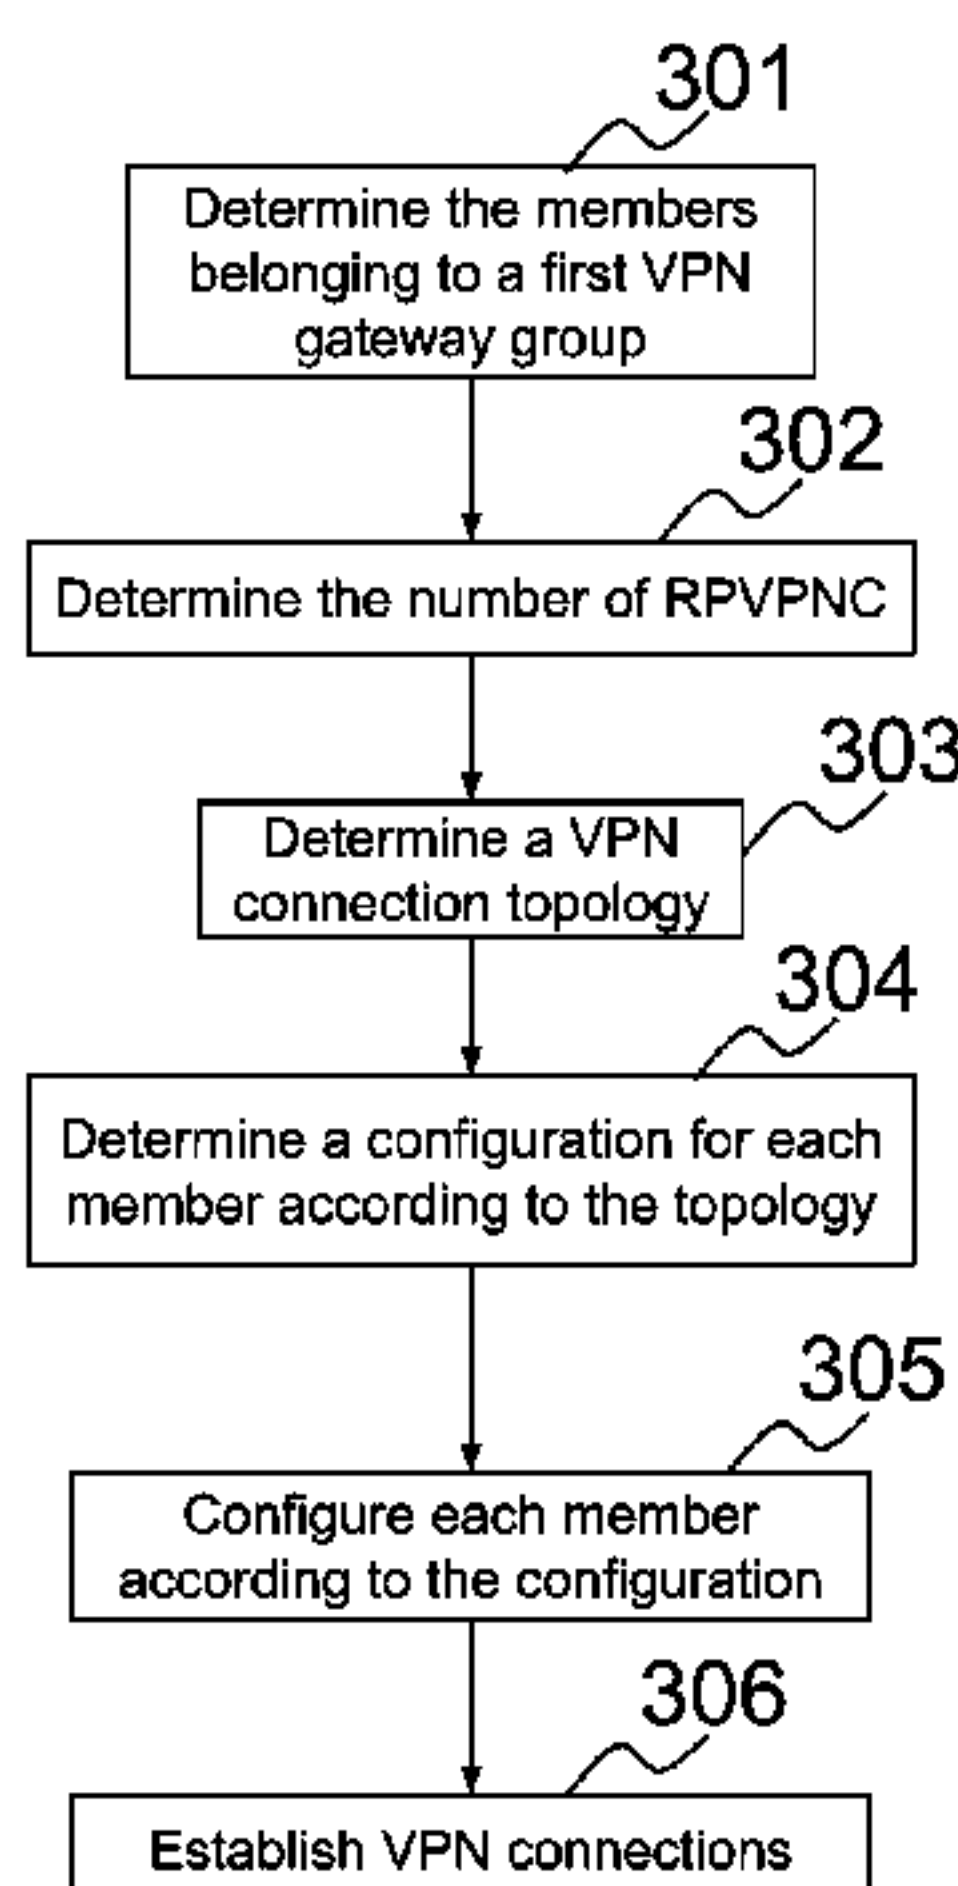 301
Determine the members
belonging to a first VPN
gateway group
302
Determine the number of RPVPNC
303
Determine a VPN
connection topology
304
Determine a configuration for each
member according to the topology
305
Configure each member
according to the configuration
306
Establish VPN connections